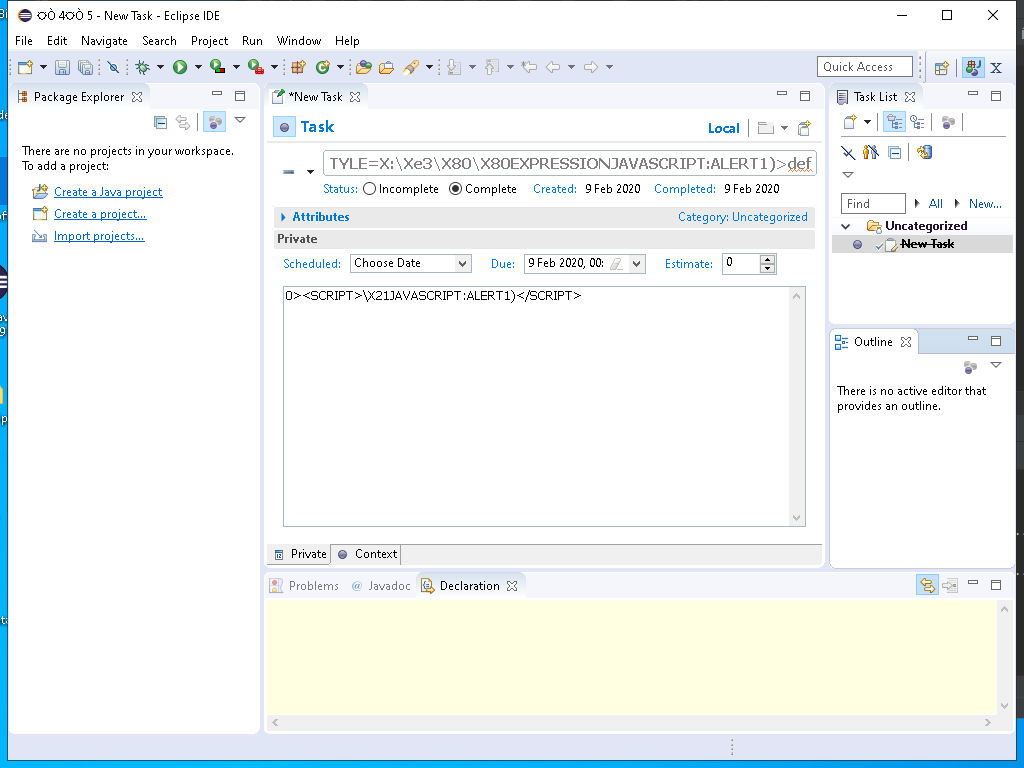 ѸÒ 4ѸÒ 5 - New Task - Eclipse IDE
File Edit Navigate Search Project Run Window Help
Quick Access
Package Explorer
*New Task
Task List
There are no projects in your workspace.
To add a project:
Create a Java project
Create a project...
Import projects...
Task
Local
TYLE=X:\Xe3\X80\X80EXPRESSIONJAVASCRIPT:ALERT1)>def
Status: Incomplete Complete Created: 9 Feb 2020 Completed: 9 Feb 2020
Attributes
Category: Uncategorized
Private
Scheduled: Choose Date Due: 9 Feb 2020, 00: Estimate: 0
0><SCRIPT>\X21JAVASCRIPT:ALERT1)</SCRIPT>
Private Context
Find All New...
Uncategorized
New Task
Outline
There is no active editor that
provides an outline.
Problems @ Javadoc Declaration